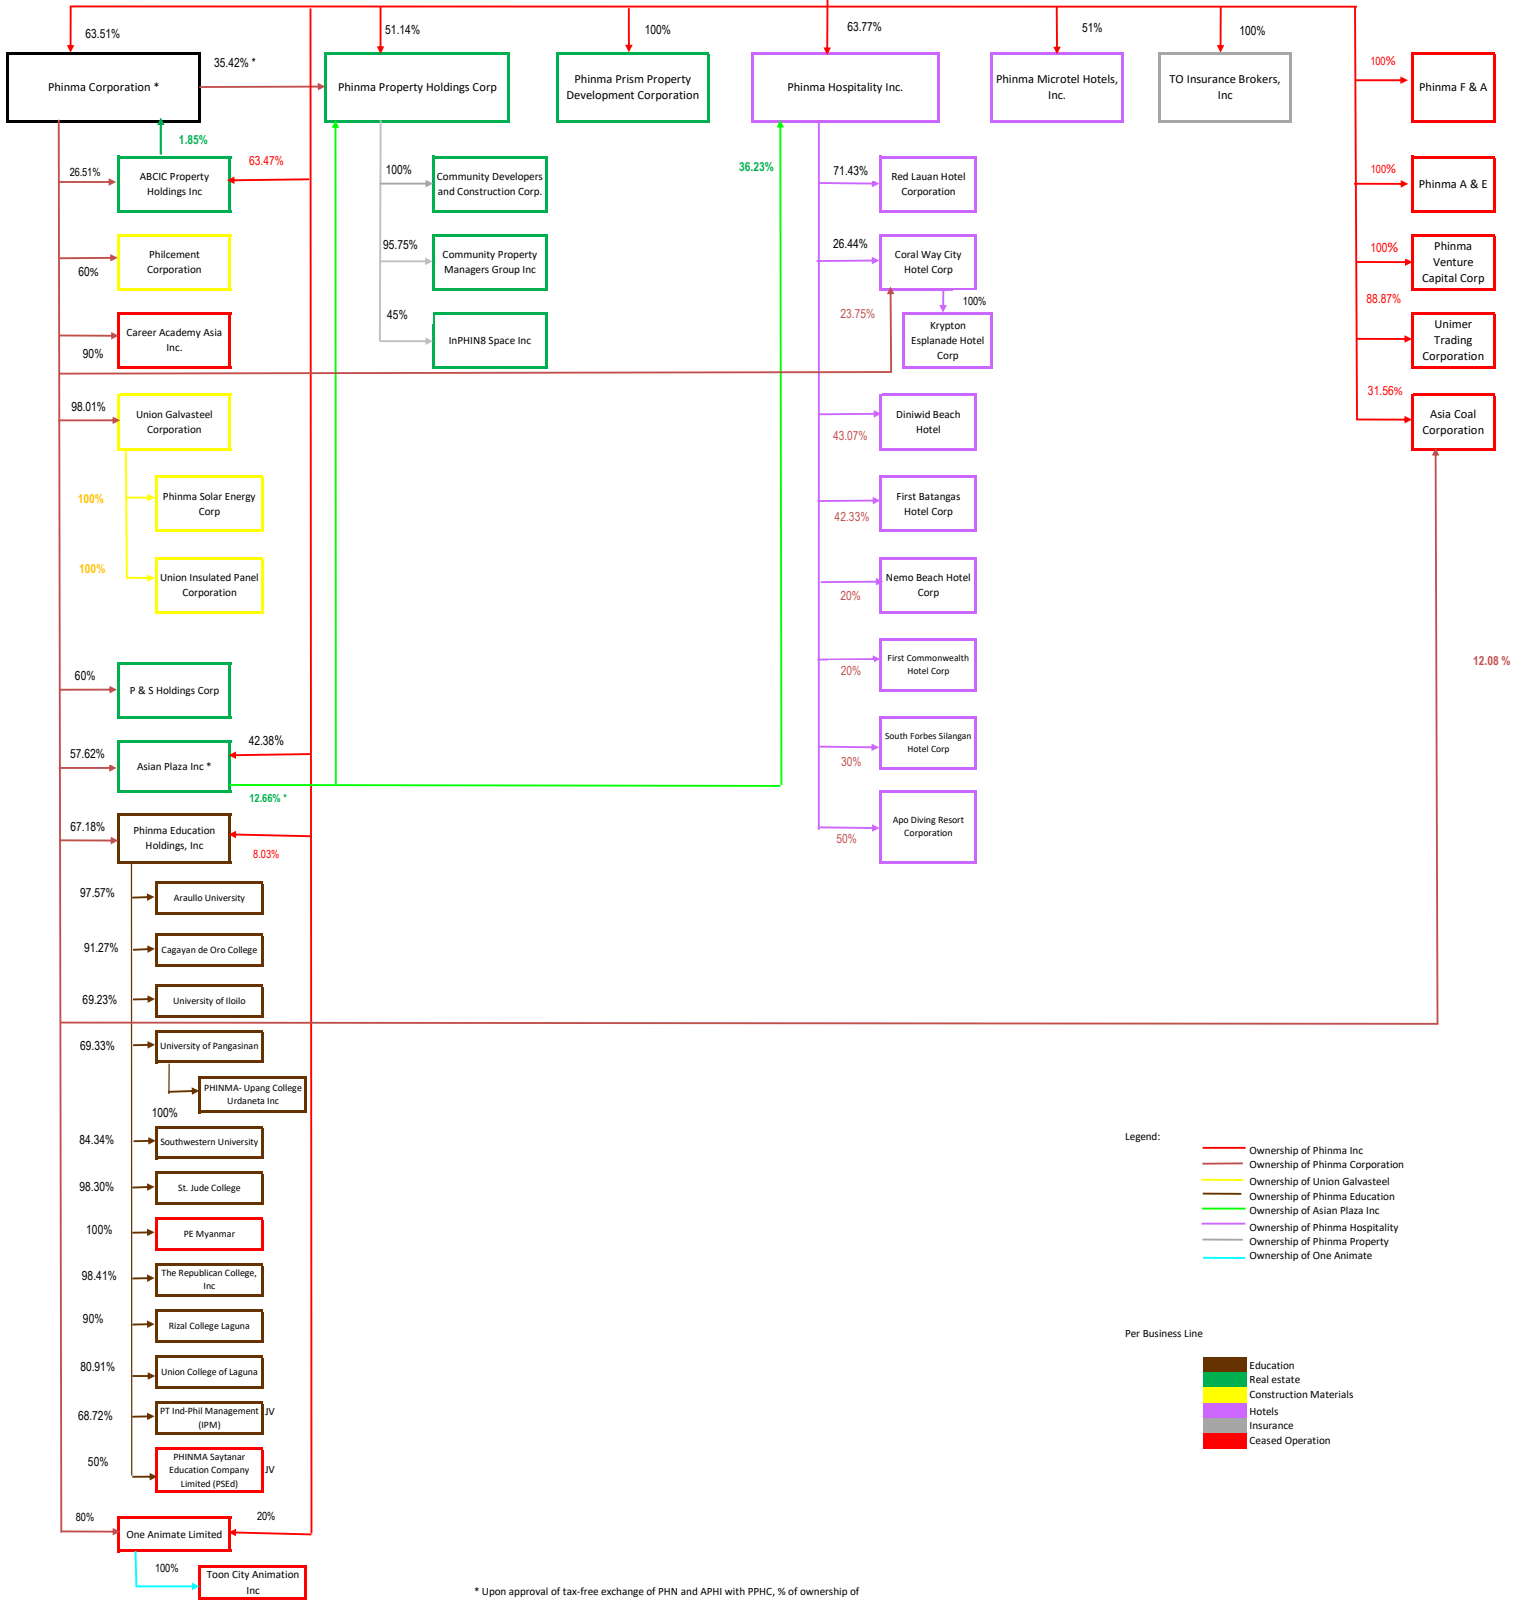 63.51%
51.14%
100%
63.77%
51%
100%
Phinma Corporation *
35.42% *
Phinma Property Holdings Corp
Phinma Prism Property
Development Corporation
Phinma Hospitality Inc.
Phinma Microtel Hotels,
Inc.
TO Insurance Brokers,
Inc
100%
Phinma F & A
1.85%
26.51%
ABCIC Property
Holdings Inc
63.47%
100%
Community Developers
and Construction Corp.
36.23%
71.43%
Red Lauan Hotel
Corporation
100%
Phinma A & E
60%
Philcement
Corporation
95.75%
Community Property
Managers Group Inc
26.44%
Coral Way City
Hotel Corp
100%
Phinma
Venture
Capital Corp
90%
Career Academy Asia
Inc.
45%
InPHIN8 Space Inc
23.75%
100%
Krypton
Esplanade Hotel
Corp
88.87%
Unimer
Trading
Corporation
98.01%
Union Galvasteel
Corporation
43.07%
Diniwid Beach
Hotel
31.56%
Asia Coal
Corporation
100%
Phinma Solar Energy
Corp
42.33%
First Batangas
Hotel Corp
100%
Union Insulated Panel
Corporation
20%
Nemo Beach Hotel
Corp
60%
P & S Holdings Corp
20%
First Commonwealth
Hotel Corp
12.08 %
57.62%
Asian Plaza Inc *
42.38%
12.66% *
30%
South Forbes Silangan
Hotel Corp
67.18%
Phinma Education
Holdings, Inc
8.03%
50%
Apo Diving Resort
Corporation
97.57%
Araullo University
91.27%
Cagayan de Oro College
69.23%
University of Iloilo
69.33%
University of Pangasinan
PHINMA- Upang College
Urdaneta Inc
100%
84.34%
Southwestern University
98.30%
St. Jude College
100%
PE Myanmar
98.41%
The Republican College,
Inc
90%
Rizal College Laguna
80.91%
Union College of Laguna
68.72%
PT Ind-Phil Management
(IPM)
JV
50%
PHINMA Saytanar
Education Company
Limited (PSEd)
JV
80%
One Animate Limited
20%
100%
Toon City Animation
Inc
Legend:
Ownership of Phinma Inc
Ownership of Phinma Corporation
Ownership of Union Galvasteel
Ownership of Phinma Education
Ownership of Asian Plaza Inc
Ownership of Phinma Hospitality
Ownership of Phinma Property
Ownership of One Animate
Per Business Line
Education
Real estate
Construction Materials
Hotels
Insurance
Ceased Operation
* Upon approval of tax-free exchange of PHN and APHI with PPHC, % of ownership of